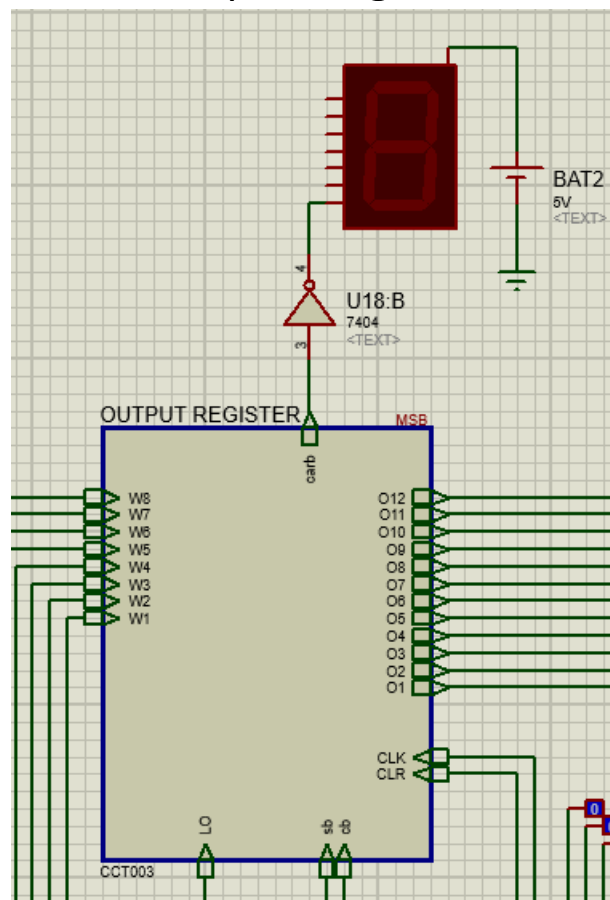 BAT2
5V
<TEXT>
4
U18:B
7404
<TEXT>
3
OUTPUT REGISTER
MSB
carb
W8
W7
W6
W5
W4
W3
W2
W1
O12
O11
O10
O9
O8
O7
O6
O5
O4
O3
O2
O1
CLK
CLR
LO
sb
ob
CCT003
0